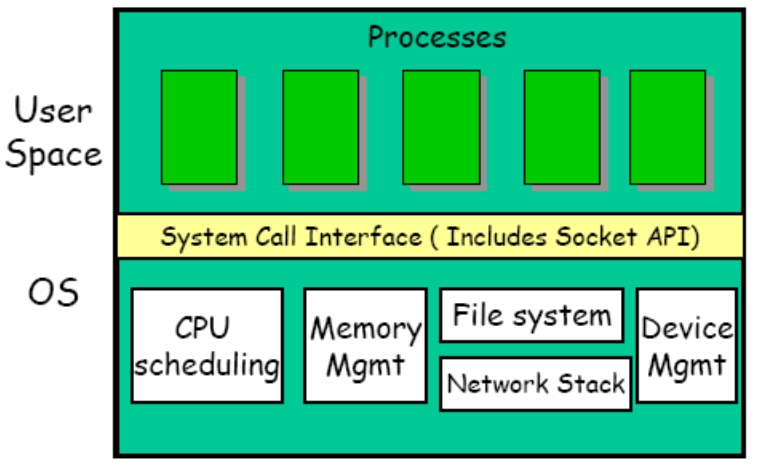 Processes
User
Space
System Call Interface ( Includes Socket API)
OS
CPU
scheduling
Memory
Mgmt
File system
Network Stack
Device
Mgmt